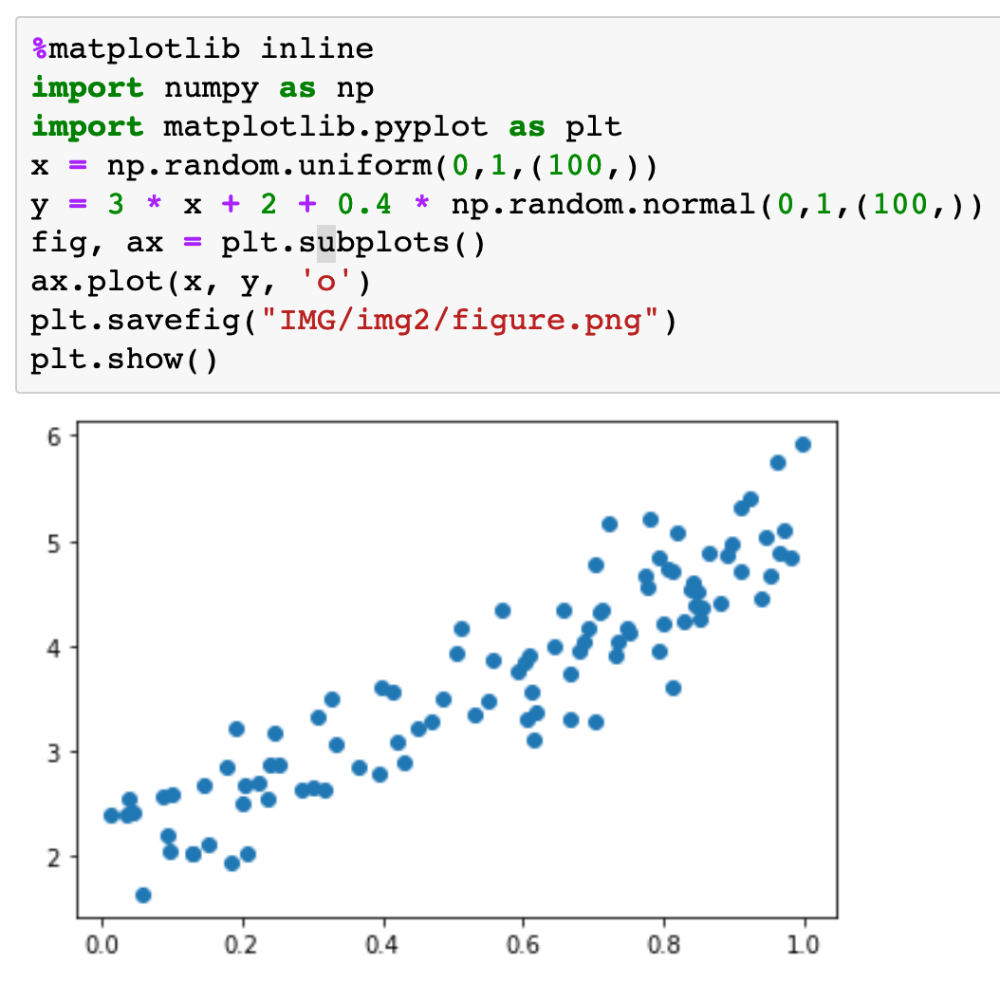 %matplotlib inline
import numpy as np
import matplotlib.pyplot as plt
x = np.random.uniform(0,1,(100,))
y = 3 * x + 2 + 0.4 * np.random.normal(0,1,(100,))
fig, ax = plt.subplots()
ax.plot(x, y, 'o')
plt.savefig("IMG/img2/figure.png")
plt.show()
6
5
4
3
2
0.0 0.2 0.4 0.6 0.8 1.0